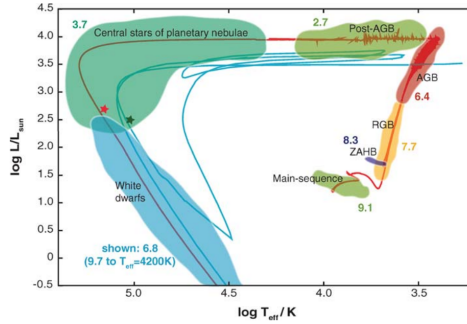 4.5
3.7
Central stars of planetary nebulae
2.7
Post-AGB
4.0
3.5
AGB
6.4
3.0
log L/Lsun
2.5
RGB
8.3
7.7
2.0
ZAHB
1.5
Main-sequence
White
dwarfs
9.1
1.0
0.5
shown: 6.8
(9.7 to Teff=4200K)
0.0
-0.5
5.0
4.5
4.0
3.5
log Teff / K